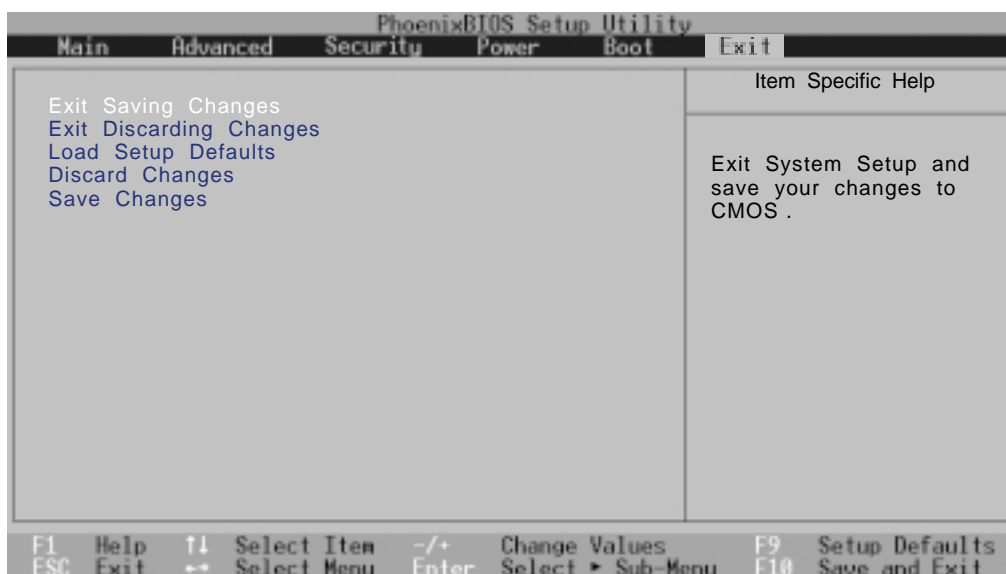 PhoenixBIOS Setup Utility
Main Advanced Security Power Boot Exit
Exit Saving Changes
Exit Discarding Changes
Load Setup Defaults
Discard Changes
Save Changes
Item Specific Help
Exit System Setup and
save your changes to
CMOS .
F1 Help ↑↓ Select Item -/+ Change Values F9 Setup Defaults
ESC Exit ←→ Select Menu Enter Select ► Sub-Menu F10 Save and Exit